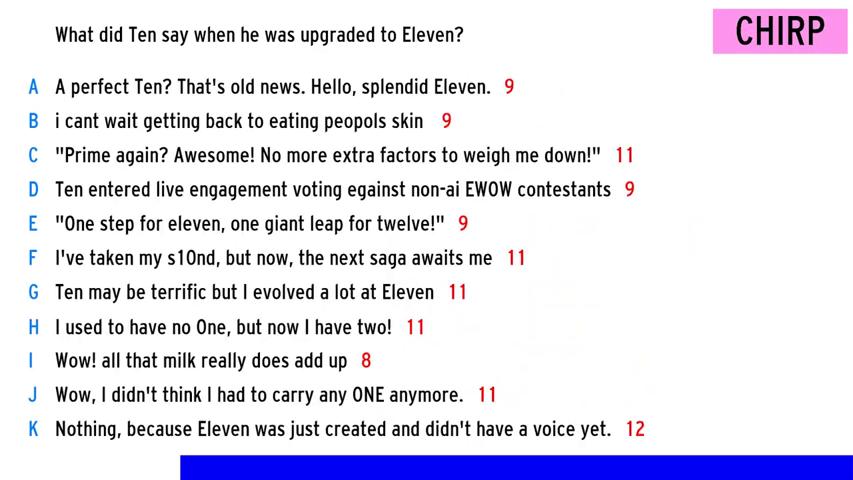 What did Ten say when he was upgraded to Eleven?
CHIRP
A A perfect Ten? That's old news. Hello, splendid Eleven. 9
B i cant wait getting back to eating peopols skin 9
C "Prime again? Awesome! No more extra factors to weigh me down!" 11
D Ten entered live engagement voting egainst non-ai EWOW contestants 9
E "One step for eleven, one giant leap for twelve!" 9
F I've taken my s10nd, but now, the next saga awaits me 11
G Ten may be terrific but I evolved a lot at Eleven 11
H I used to have no One, but now I have two! 11
I Wow! all that milk really does add up 8
J Wow, I didn't think I had to carry any ONE anymore. 11
K Nothing, because Eleven was just created and didn't have a voice yet. 12